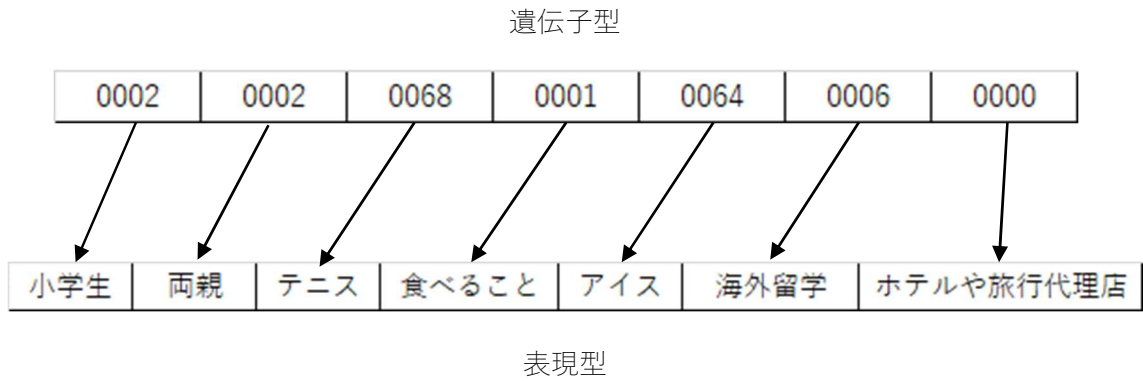 遺伝子型
0002 0002 0068 0001 0064 0006 0000
小学生 両親 テニス 食べること アイス 海外留学 ホテルや旅行代理店
表現型